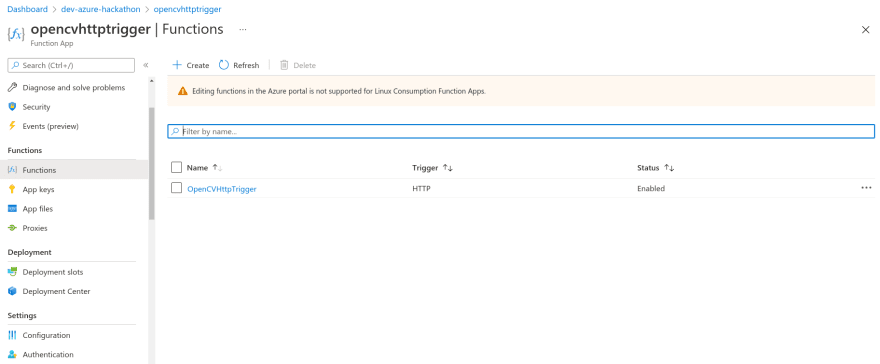 Dashboard > dev-azure-hackathon > opencvhttptrigger
{fx} opencvhttptrigger | Functions ...
Function App
Search (Ctrl+/)
«
Create
Refresh
Delete
Diagnose and solve problems
Security
Events (preview)
Functions
Functions
App keys
App files
Proxies
Deployment
Deployment slots
Deployment Center
Settings
Configuration
Authentication
Editing functions in the Azure portal is not supported for Linux Consumption Function Apps.
Filter by name...
Name ↑↓ Trigger ↑↓ Status ↑↓
OpenCVHttpTrigger HTTP Enabled ...